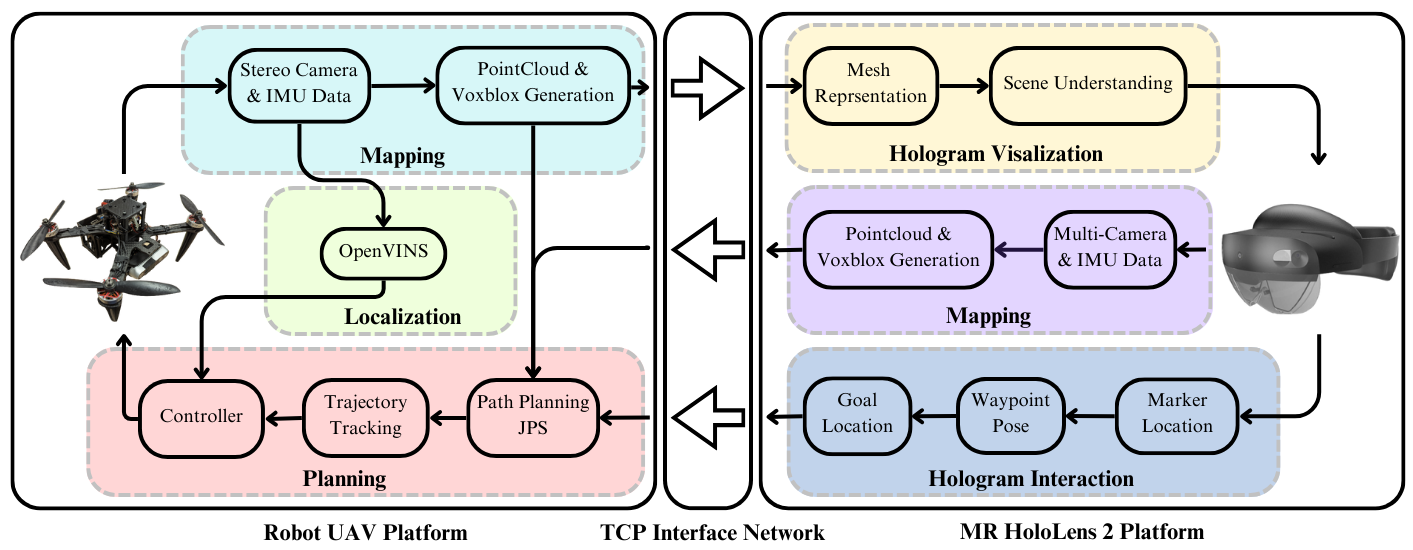 Stereo Camera
& IMU Data
PointCloud &
Voxblox Generation
Mapping
OpenVINS
Localization
Controller
Trajectory
Tracking
Path Planning
JPS
Planning
Robot UAV Platform
TCP Interface Network
Mesh
Reprsentation
Scene Understanding
Hologram Visalization
Pointcloud &
Voxblox Generation
Multi-Camera
& IMU Data
Mapping
Goal
Location
Waypoint
Pose
Marker
Location
Hologram Interaction
MR HoloLens 2 Platform